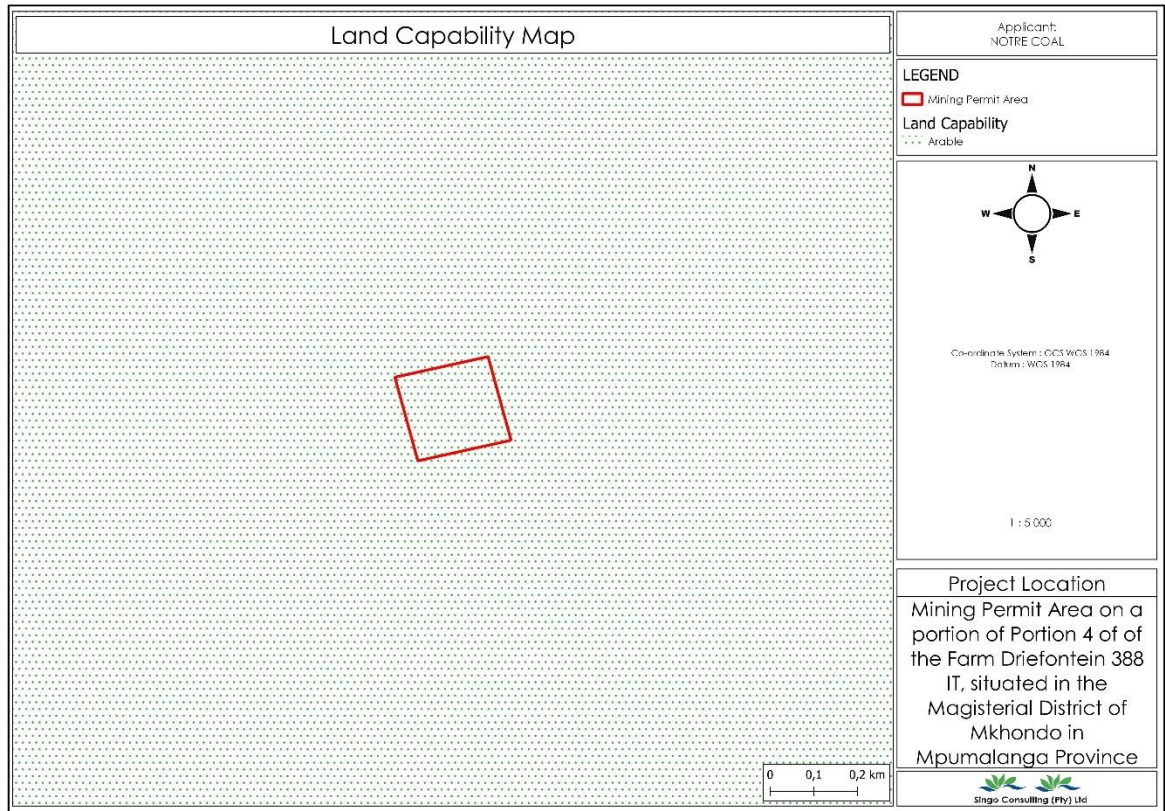 Land Capability Map
Applicant:
NOTRE COAL
LEGEND
Mining Permit Area
Land Capability
Arable
N
W E
S
Co-ordinate System : GCS WGS 1984
Datum : WGS 1984
1 : 5 000
Project Location
Mining Permit Area on a
portion of Portion 4 of of
the Farm Driefontein 388
IT, situated in the
Magisterial District of
Mkhondo in
Mpumalanga Province
0 0,1 0,2 km
Singo Consulting (Pty) Ltd